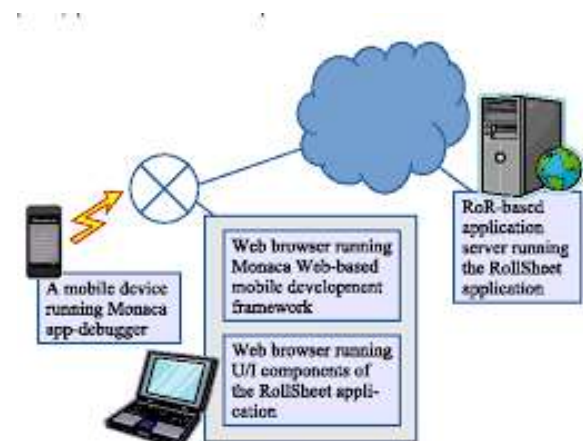 RoR-based
application
server running
the RollSheet
application
Web browser running
Monaca Web-based
mobile development
framework
A mobile device
running Monaca
app-debugger
Web browser running
U/I components of
the RollSheet appli-
cation